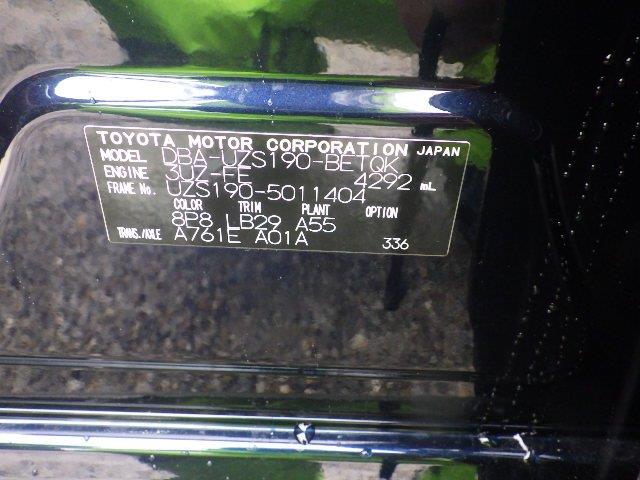 TOYOTA MOTOR CORPORATION JAPAN
MODEL DBA-UZS190-BETQK
ENGINE 3UZ-FE 4292 mL
FRAME No. UZS190-5011404
COLOR TRIM PLANT OPTION
8P8 LB29 A55
TRANS./AXLE A761E A01A 336